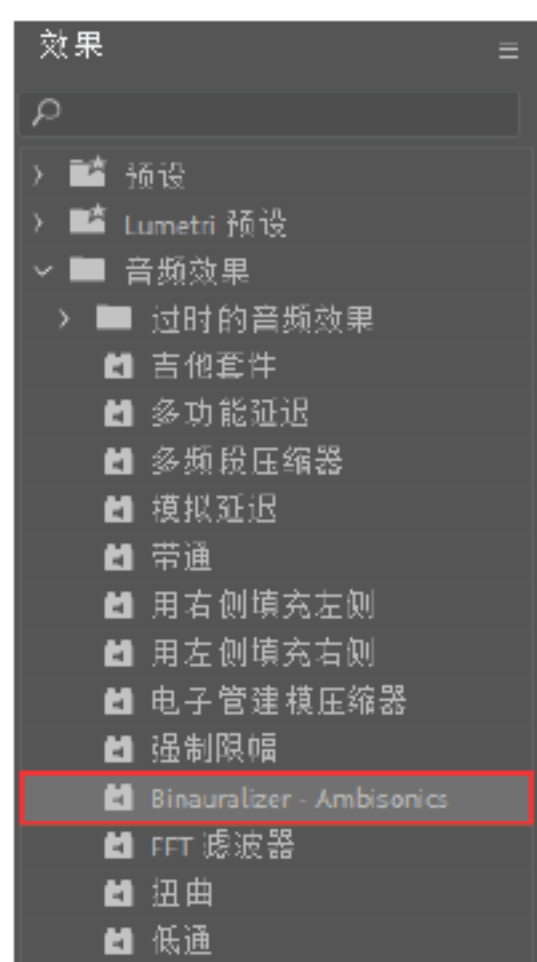 效果
预设
Lumetri 预设
音频效果
过时的音频效果
吉他套件
多功能延迟
多频段压缩器
模拟延迟
带通
用右侧填充左侧
用左侧填充右侧
电子管建模压缩器
强制限幅
Binauralizer - Ambisonics
FFT 滤波器
扭曲
低通